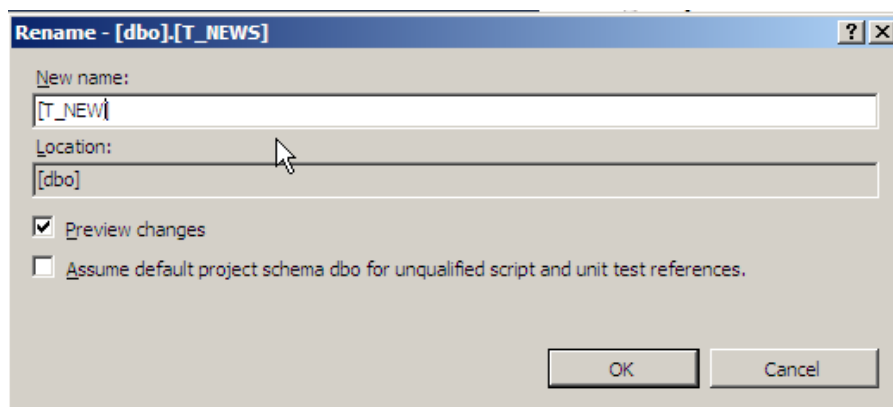 Rename - [dbo].[T_NEWS]
New name:
[T_NEW
Location:
[dbo]
Preview changes
Assume default project schema dbo for unqualified script and unit test references.
OK Cancel